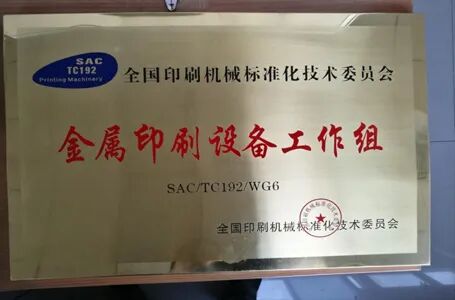 SAC
TC192
Printing Machinery
全国印刷机械标准化技术委员会
金属印刷设备工作组
SAC/TC192/WG6
全国印刷机械标准化技术委员会